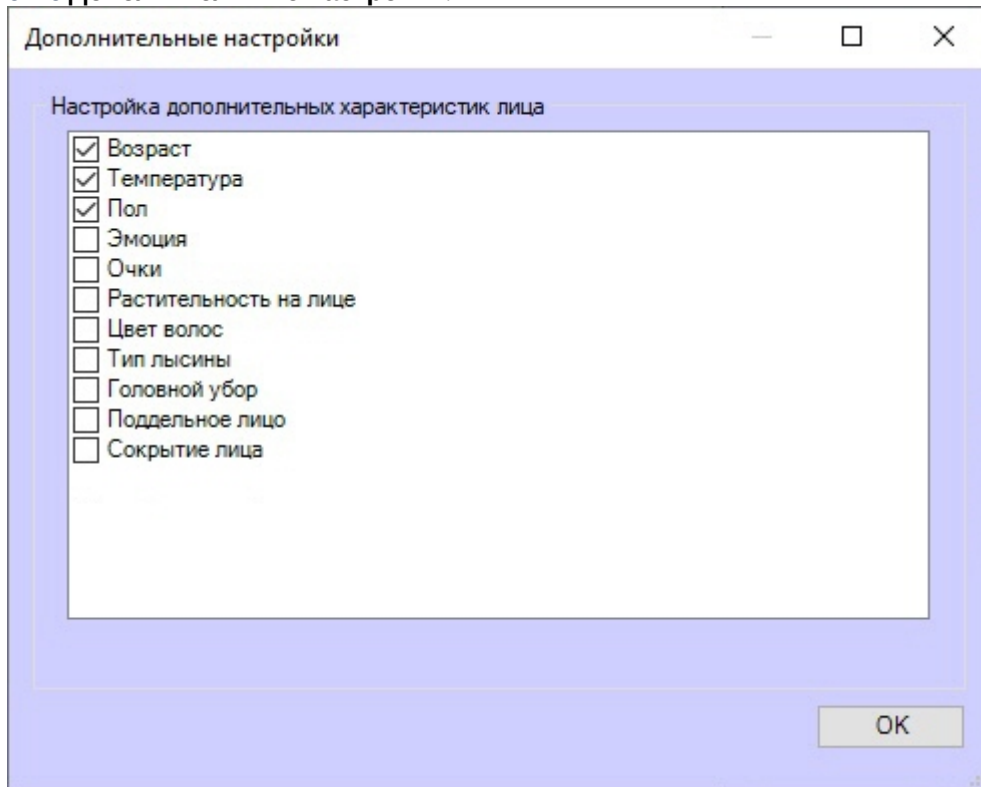 Дополнительные настройки
Настройка дополнительных характеристик лица
Возраст
Температура
Пол
Эмоция
Очки
Растительность на лице
Цвет волос
Тип лысины
Головной убор
Поддельное лицо
Сокрытие лица
OK